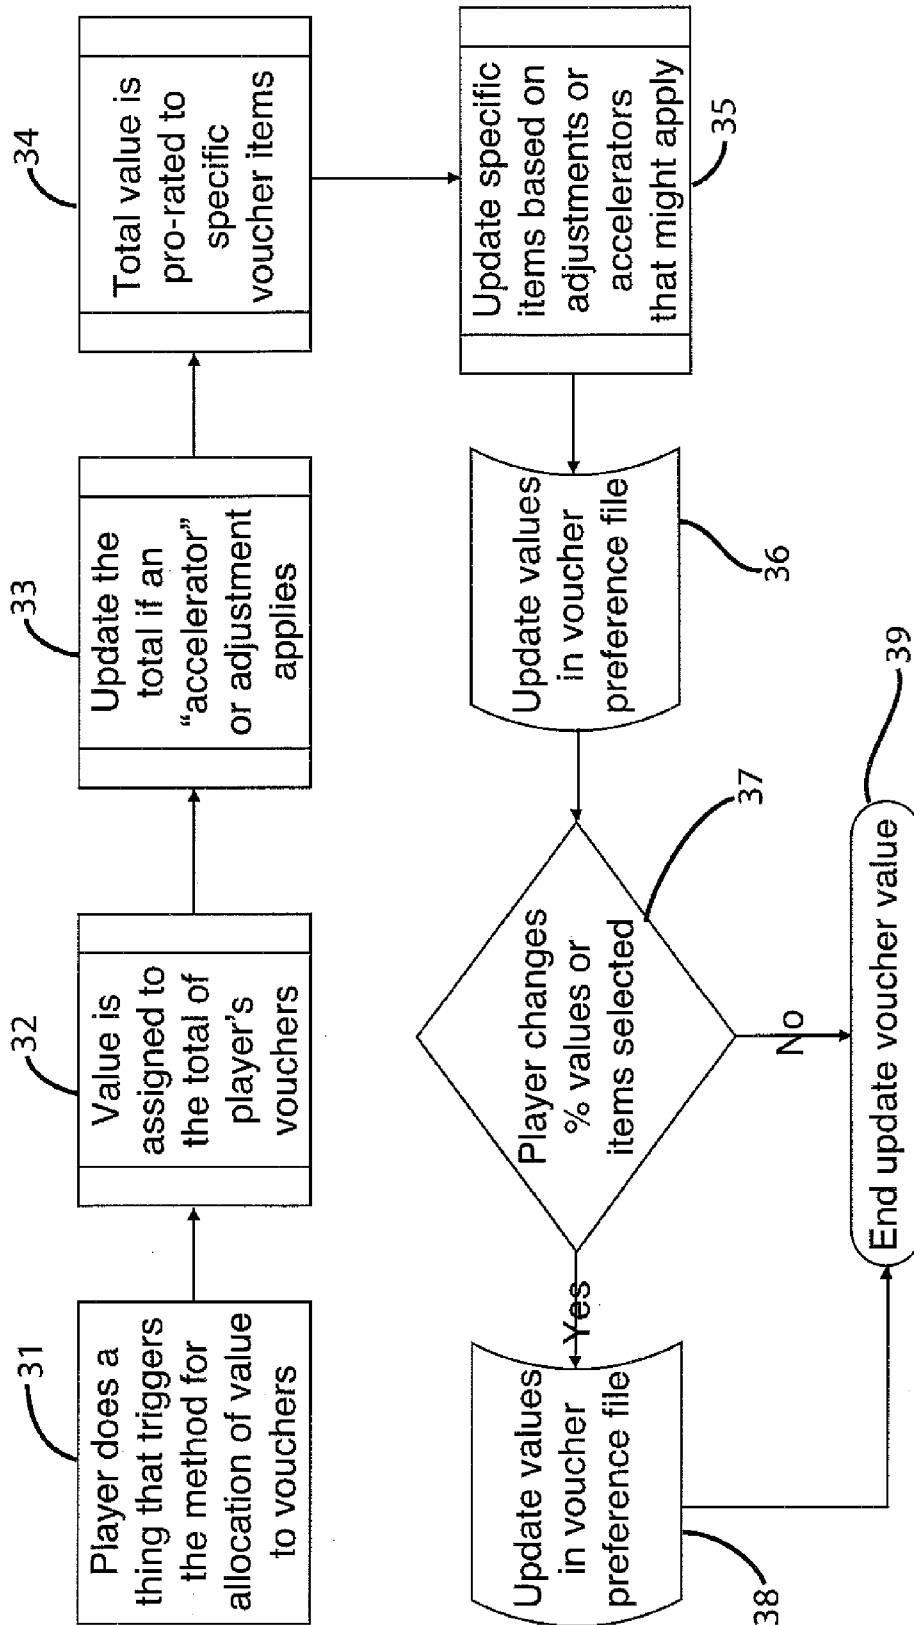 31
Player does a
thing that triggers
the method for
allocation of value
to vouchers
32
Value is
assigned to
the total of
player's
vouchers
33
Update the
total if an
“accelerator”
or adjustment
applies
34
Total value is
pro-rated to
specific
voucher items
Update specific
items based on
adjustments or
accelerators
that might apply
35
Update values
in voucher
preference file
36
Player changes
% values or
items selected
37
Yes
No
Update values
in voucher
preference file
38
39
End update voucher value